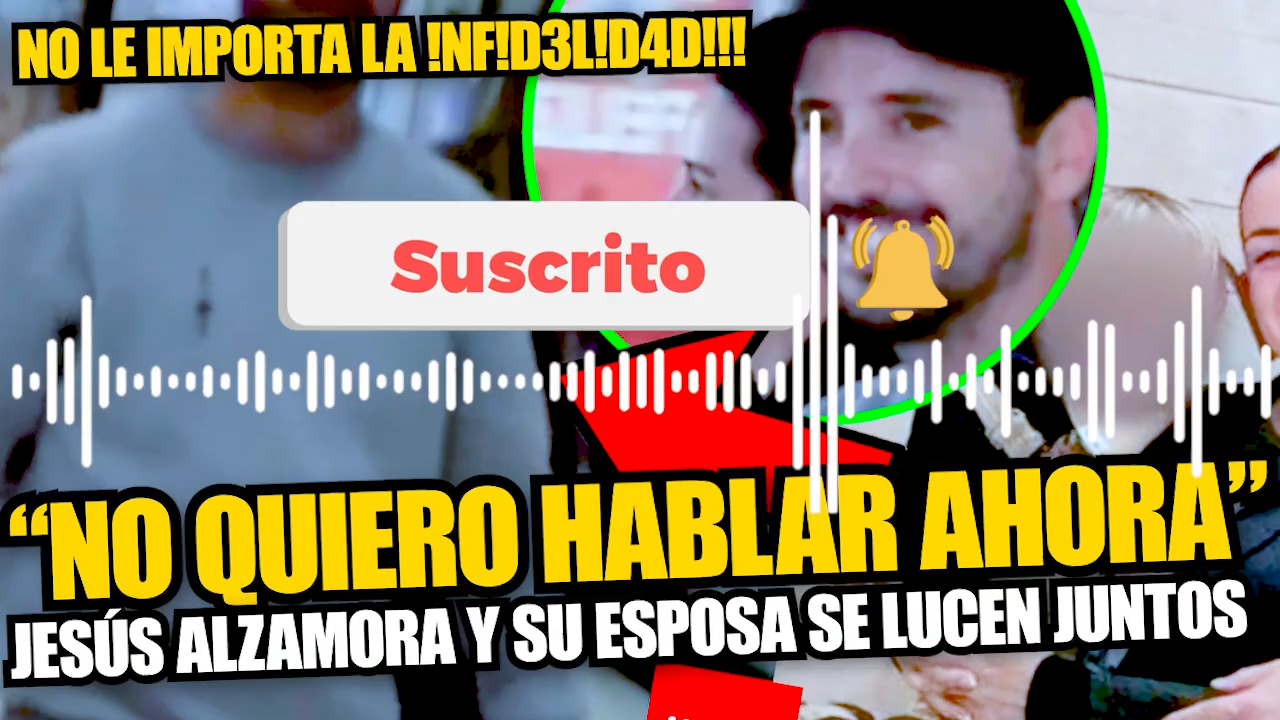 NO LE IMPORTA LA !NF!D3L!D4D!!!
Suscrito
“NO QUIERO HABLAR AHORA”
JESÚS ALZAMORA Y SU ESPOSA SE LUCEN JUNTOS